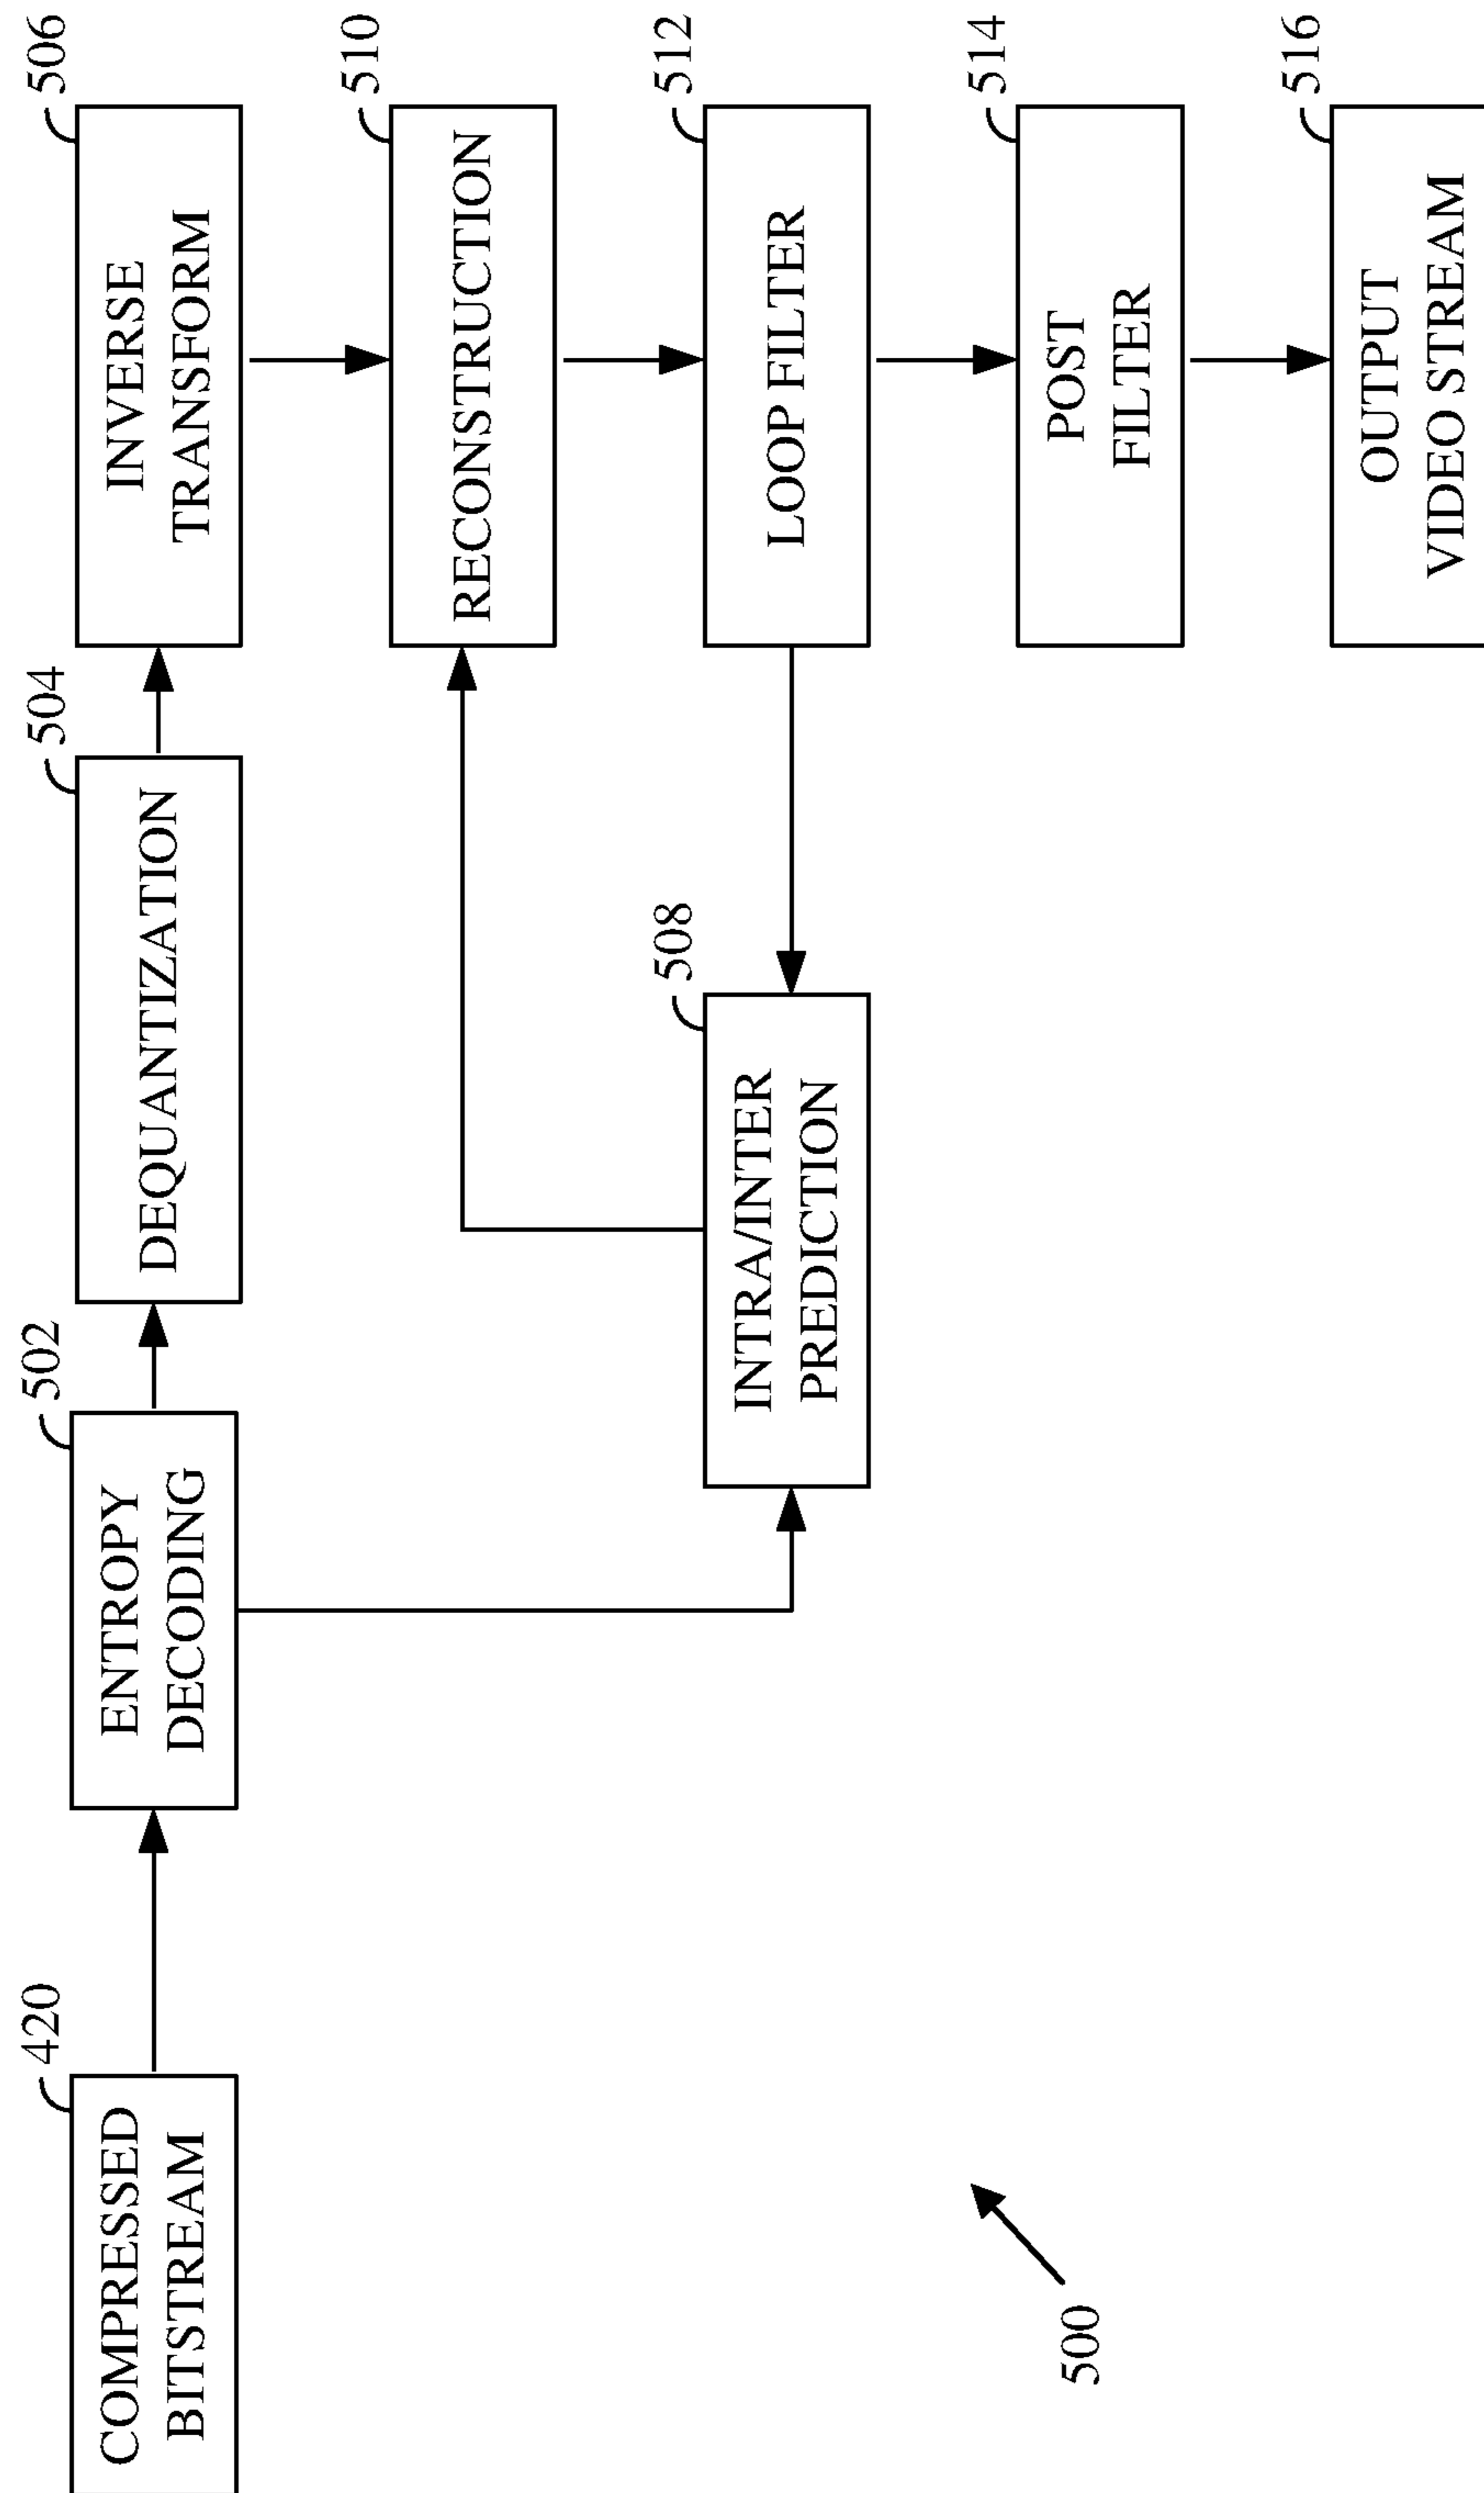 420
COMPRESSED
BITSTREAM
502
ENTROPY
DECODING
504
DEQUANTIZATION
506
INVERSE
TRANSFORM
508
INTRA/INTER
PREDICTION
510
RECONSTRUCTION
512
LOOP FILTER
514
POST
FILTER
516
OUTPUT
VIDEO STREAM
500